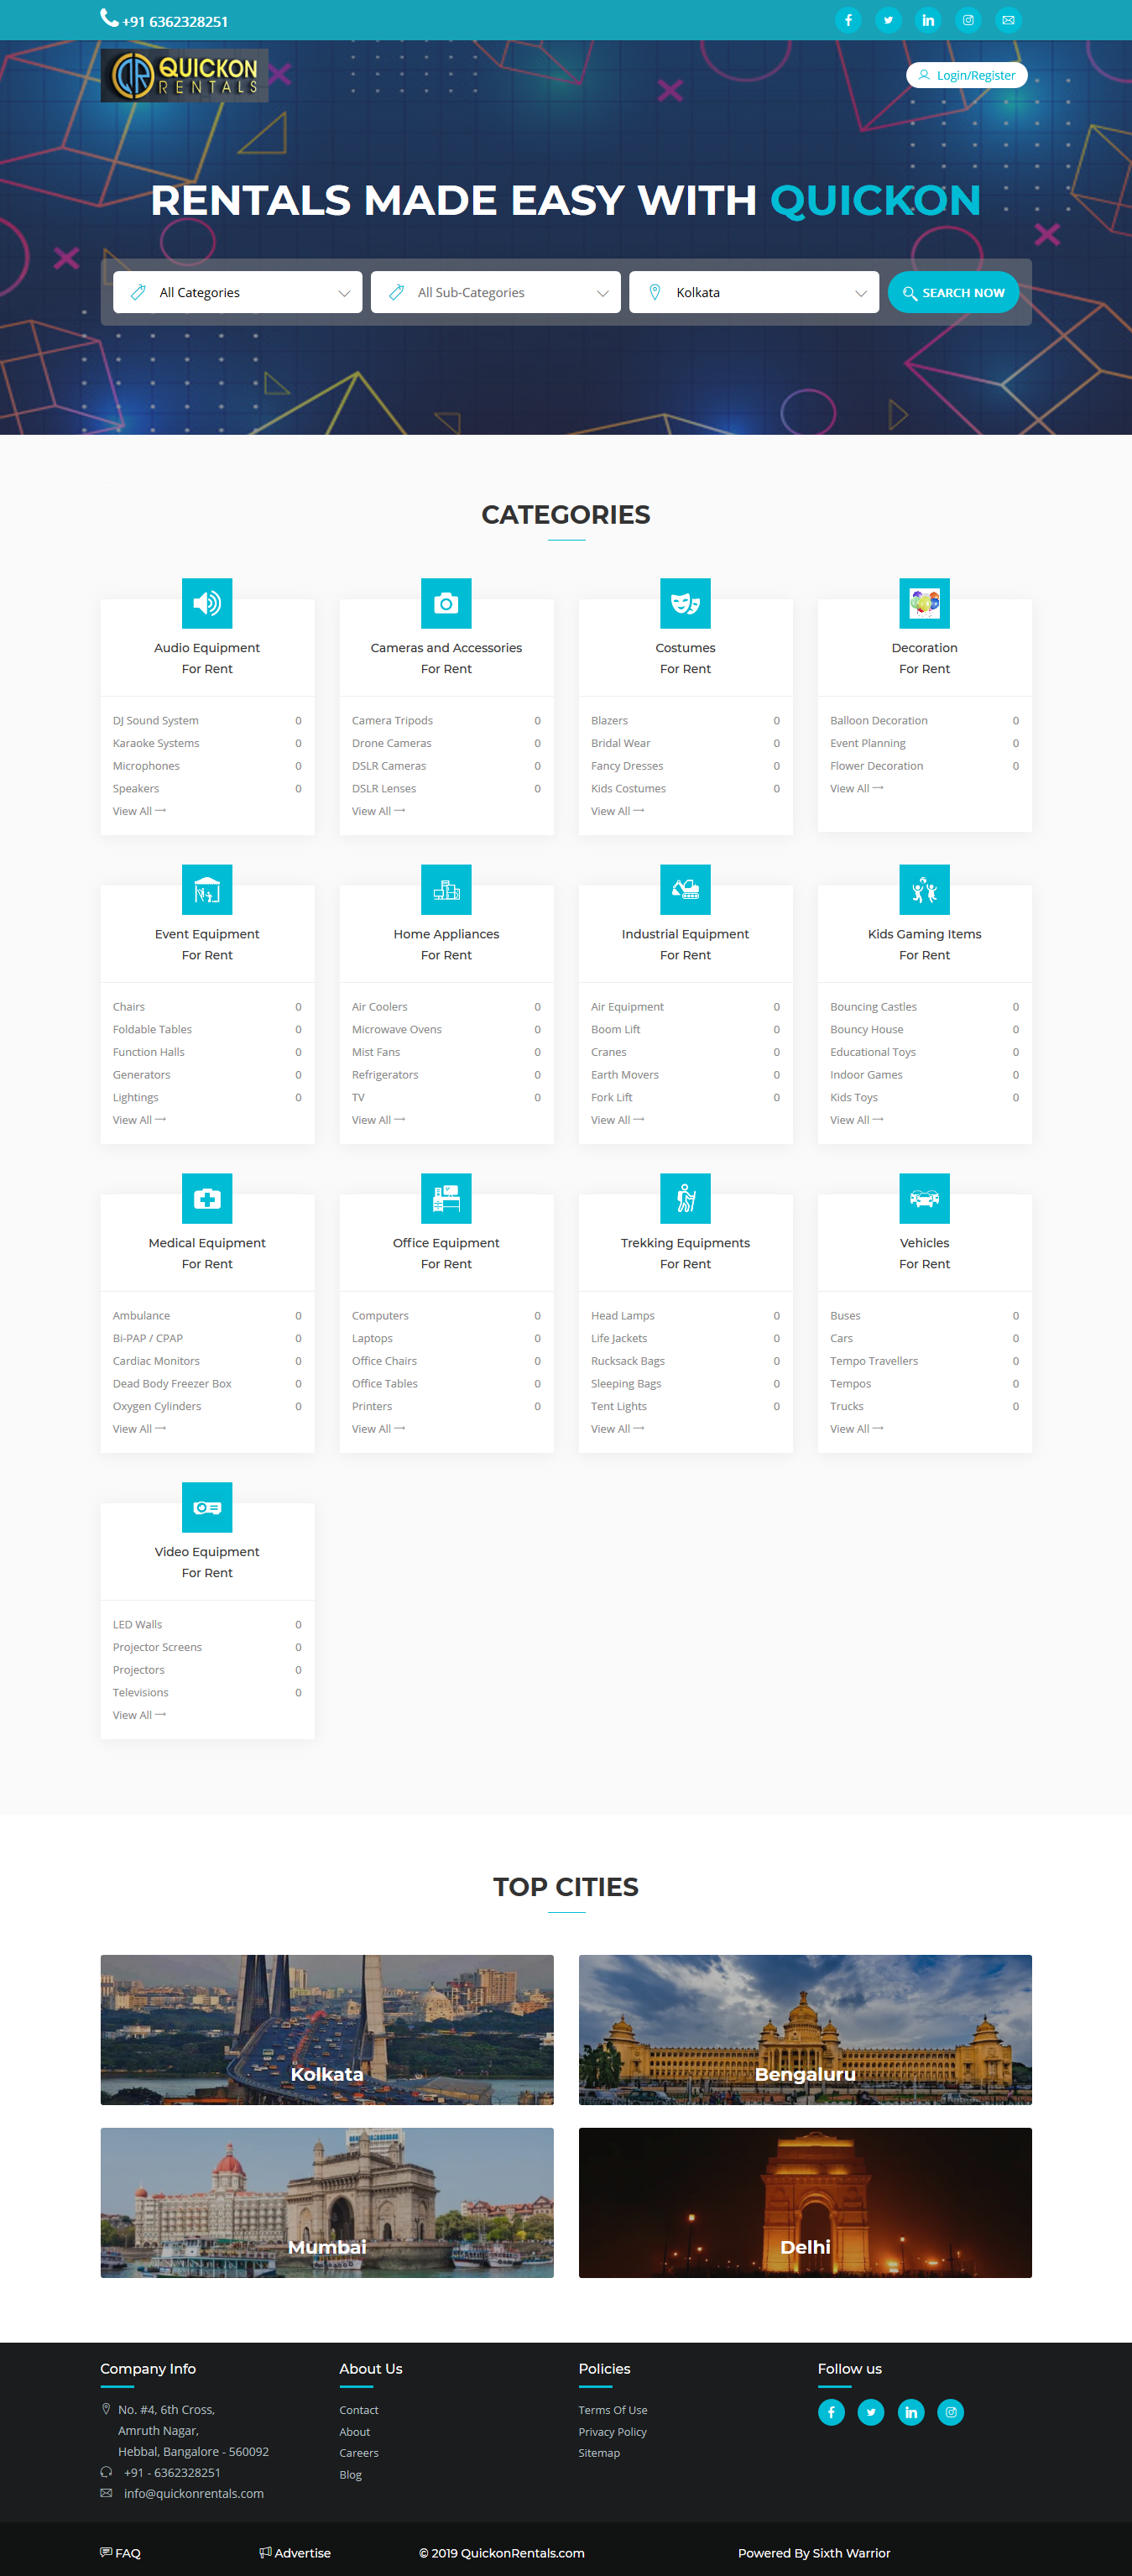 +91 6362328251
QUICKON
RENTALS
Login/Register
RENTALS MADE EASY WITH QUICKON
All Categories
All Sub-Categories
Kolkata
SEARCH NOW
CATEGORIES
Audio Equipment
For Rent
DJ Sound System 0
Karaoke Systems 0
Microphones 0
Speakers 0
View All
Cameras and Accessories
For Rent
Camera Tripods 0
Drone Cameras 0
DSLR Cameras 0
DSLR Lenses 0
View All
Costumes
For Rent
Blazers 0
Bridal Wear 0
Fancy Dresses 0
Kids Costumes 0
View All
Decoration
For Rent
Balloon Decoration 0
Event Planning 0
Flower Decoration 0
View All
Event Equipment
For Rent
Chairs 0
Foldable Tables 0
Function Halls 0
Generators 0
Lightings 0
View All
Home Appliances
For Rent
Air Coolers 0
Microwave Ovens 0
Mist Fans 0
Refrigerators 0
TV 0
View All
Industrial Equipment
For Rent
Air Equipment 0
Boom Lift 0
Cranes 0
Earth Movers 0
Fork Lift 0
View All
Kids Gaming Items
For Rent
Bouncing Castles 0
Bouncy House 0
Educational Toys 0
Indoor Games 0
Kids Toys 0
View All
Medical Equipment
For Rent
Ambulance 0
Bi-PAP / CPAP 0
Cardiac Monitors 0
Dead Body Freezer Box 0
Oxygen Cylinders 0
View All
Office Equipment
For Rent
Computers 0
Laptops 0
Office Chairs 0
Office Tables 0
Printers 0
View All
Trekking Equipments
For Rent
Head Lamps 0
Life Jackets 0
Rucksack Bags 0
Sleeping Bags 0
Tent Lights 0
View All
Vehicles
For Rent
Buses 0
Cars 0
Tempo Travellers 0
Tempos 0
Trucks 0
View All
Video Equipment
For Rent
LED Walls 0
Projector Screens 0
Projectors 0
Televisions 0
View All
TOP CITIES
Kolkata
Bengaluru
Mumbai
Delhi
Company Info
No. #4, 6th Cross,
Amruth Nagar,
Hebbal, Bangalore - 560092
+91 - 6362328251
info@quickonrentals.com
About Us
Contact
About
Careers
Blog
Policies
Terms Of Use
Privacy Policy
Sitemap
Follow us
FAQ
Advertise
© 2019 QuickonRentals.com
Powered By Sixth Warrior